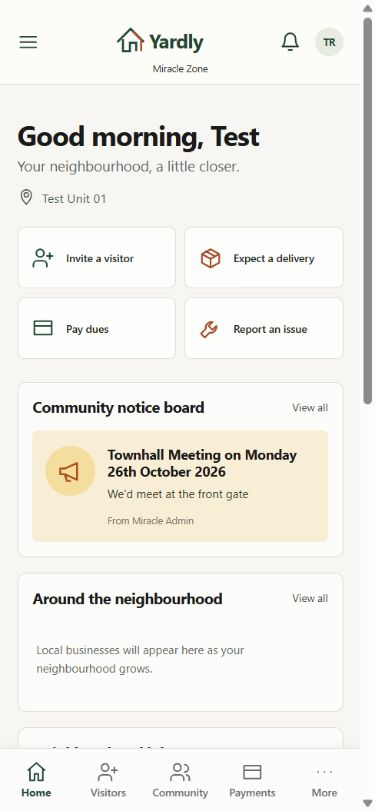 Yardly
Miracle Zone
TR
Good morning, Test
Your neighbourhood, a little closer.
Test Unit 01
Invite a visitor
Expect a delivery
Pay dues
Report an issue
Community notice board
View all
Townhall Meeting on Monday
26th October 2026
We'd meet at the front gate
From Miracle Admin
Around the neighbourhood
View all
Local businesses will appear here as your
neighbourhood grows.
Home
Visitors
Community
Payments
More